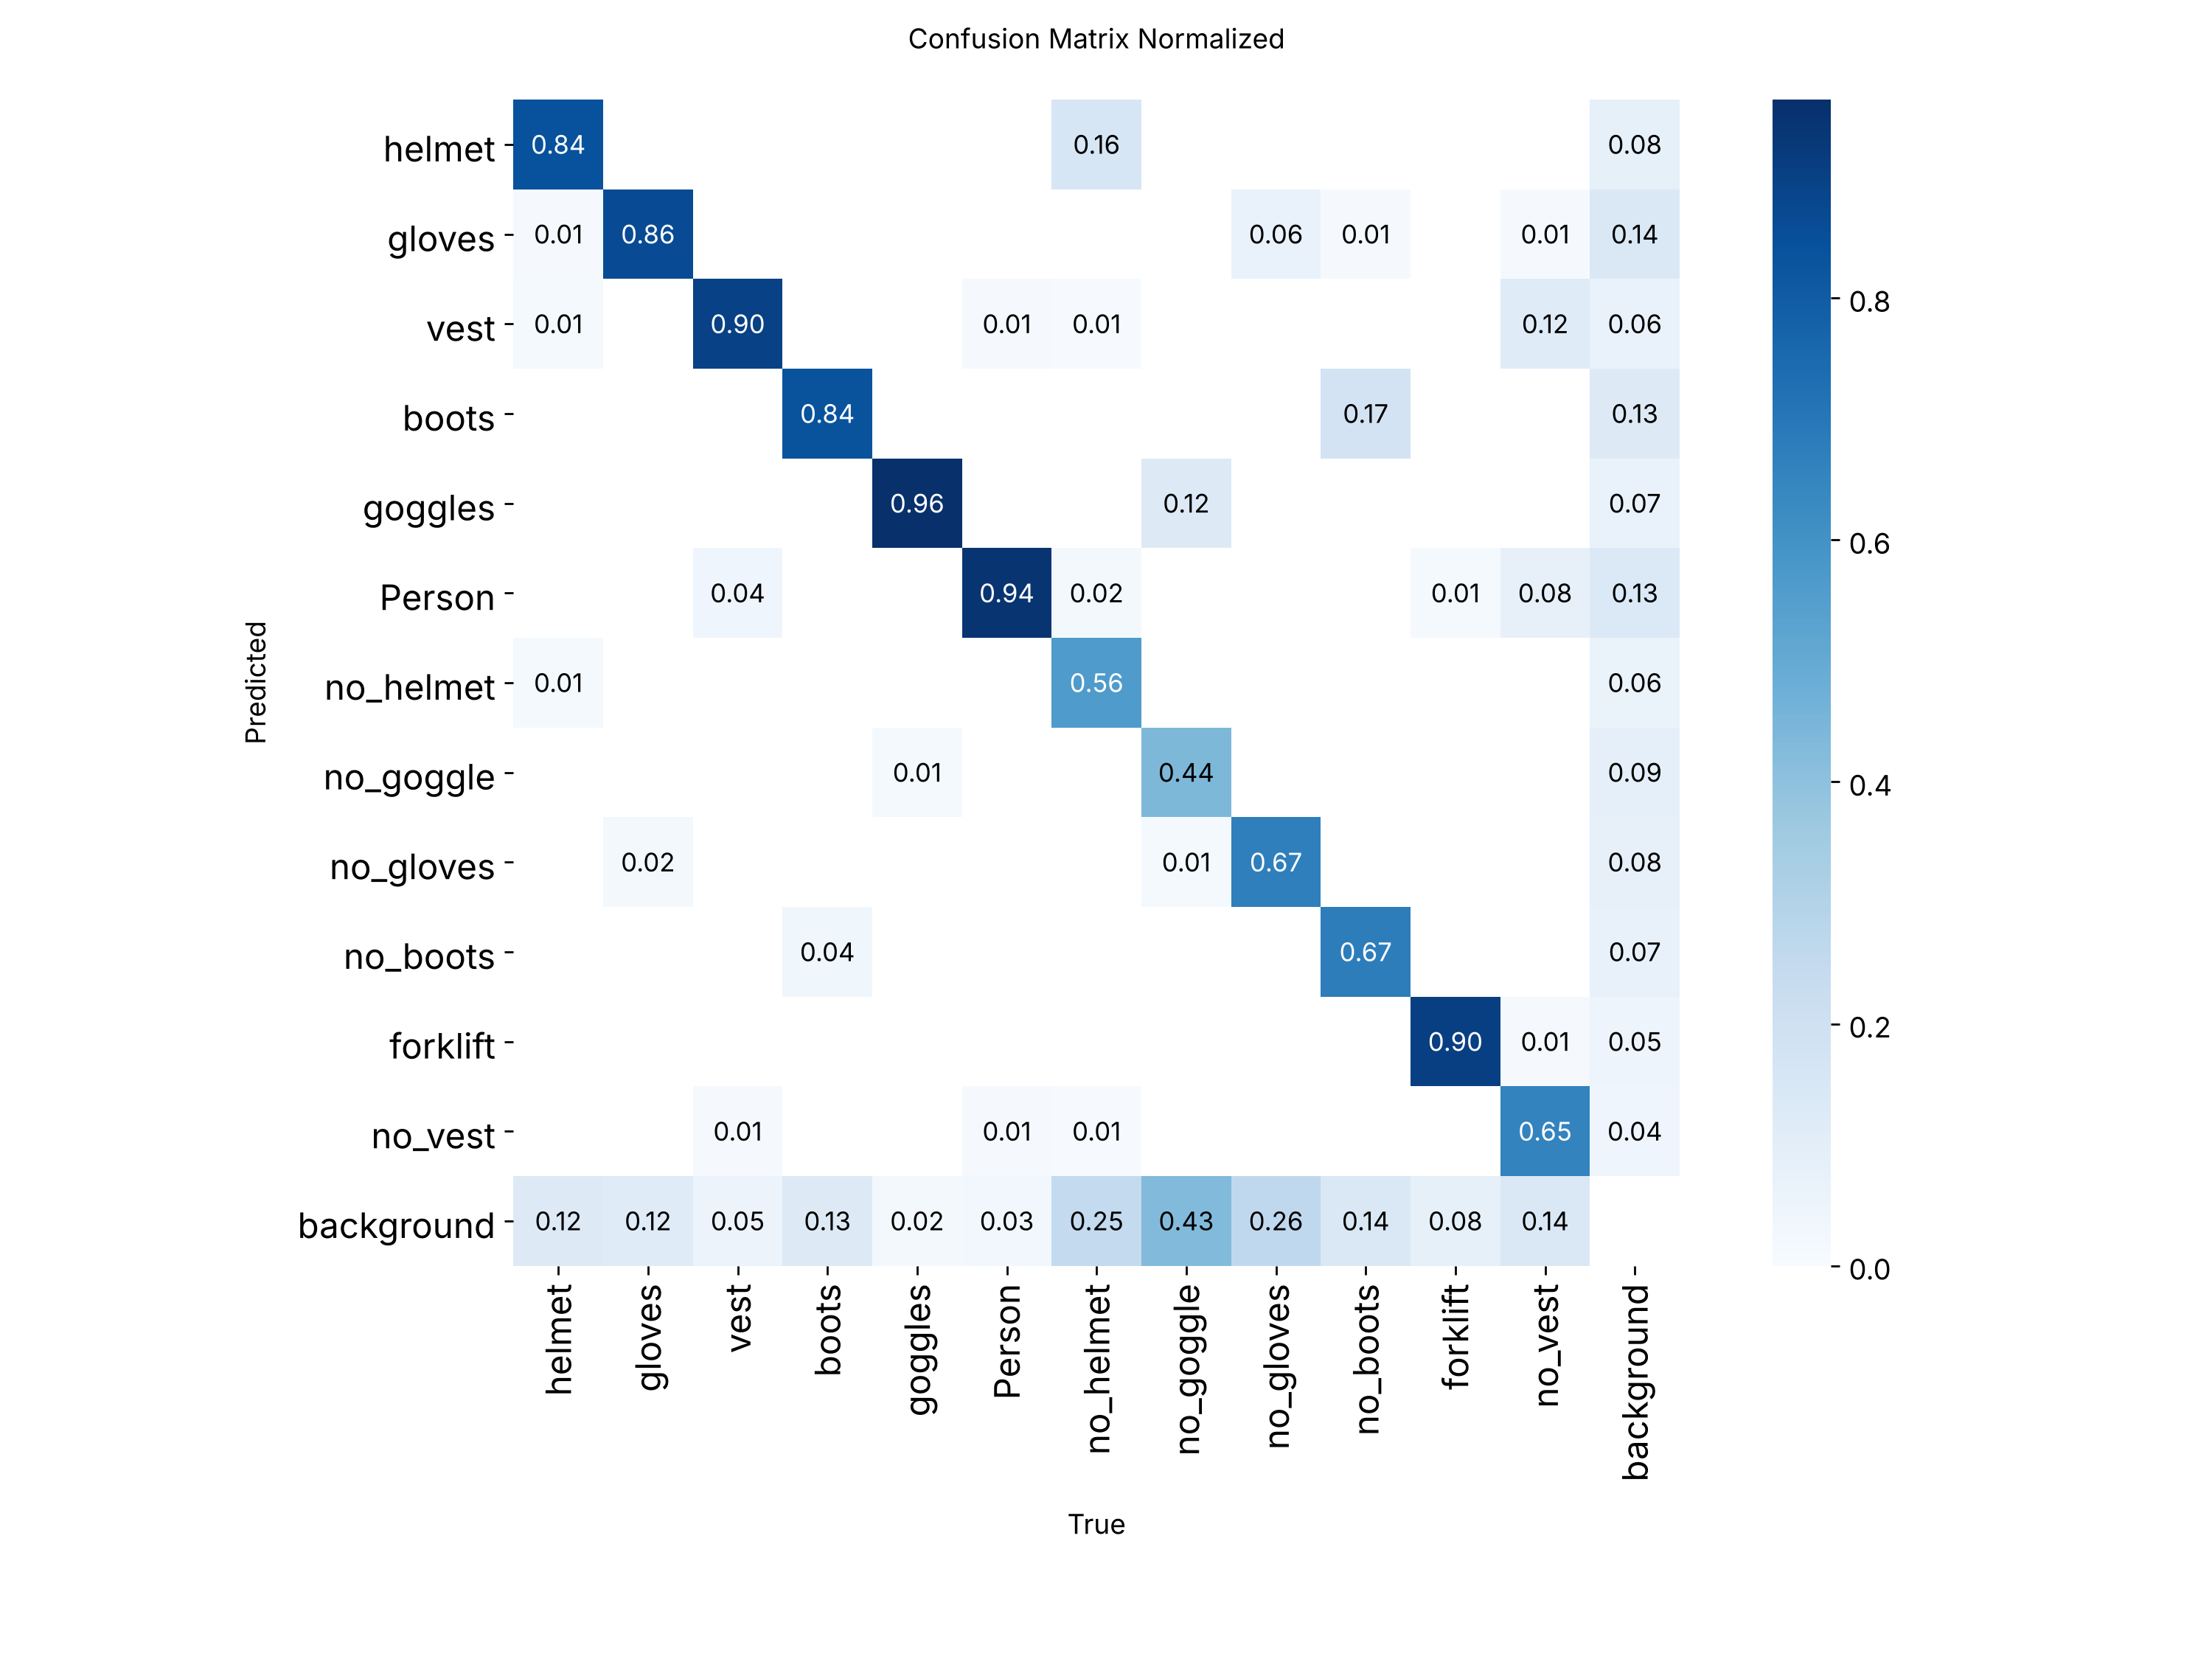 Confusion Matrix Normalized
helmet 0.84 0.16 0.08
gloves 0.01 0.86 0.06 0.01 0.01 0.14
vest 0.01 0.90 0.01 0.01 0.12 0.06
boots 0.84 0.17 0.13
goggles 0.96 0.12 0.07
Person 0.04 0.94 0.02 0.01 0.08 0.13
no_helmet 0.01 0.56 0.06
no_goggle 0.01 0.44 0.09
no_gloves 0.02 0.01 0.67 0.08
no_boots 0.04 0.67 0.07
forklift 0.90 0.01 0.05
no_vest 0.01 0.01 0.01 0.65 0.04
background 0.12 0.12 0.05 0.13 0.02 0.03 0.25 0.43 0.26 0.14 0.08 0.14
Predicted
helmet gloves vest boots goggles Person no_helmet no_goggle no_gloves no_boots forklift no_vest background
True
0.8
0.6
0.4
0.2
0.0